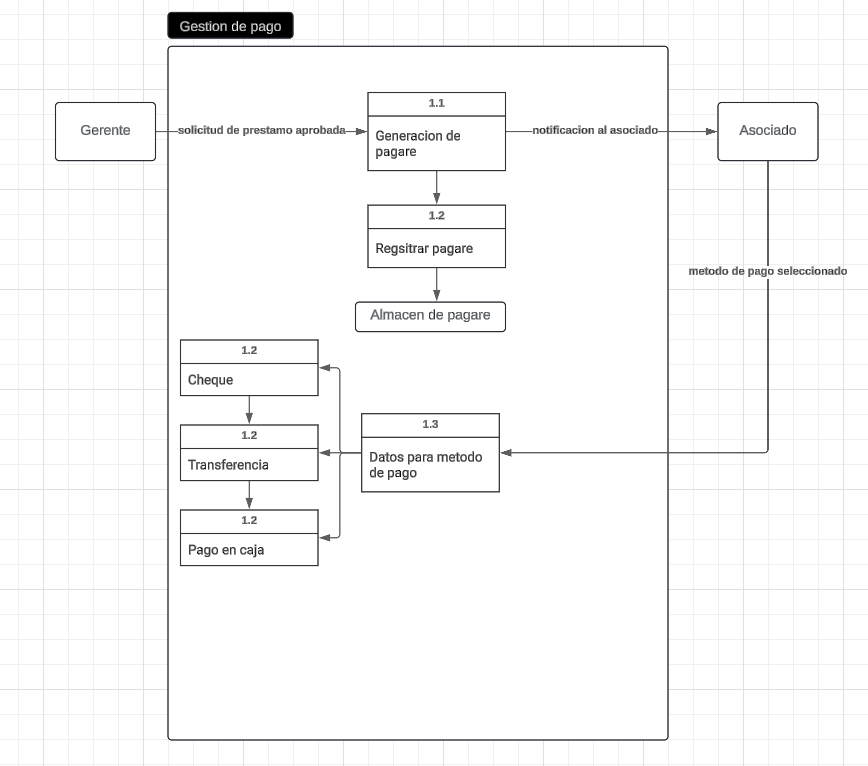 Gestion de pago
1.1
Gerente
solicitud de prestamo aprobada
Generacion de
pagare
notificacion al asociado
Asociado
1.2
Regsitrar pagare
metodo de pago seleccionado
Almacen de pagare
1.2
Cheque
1.3
Datos para metodo
de pago
1.2
Transferencia
1.2
Pago en caja